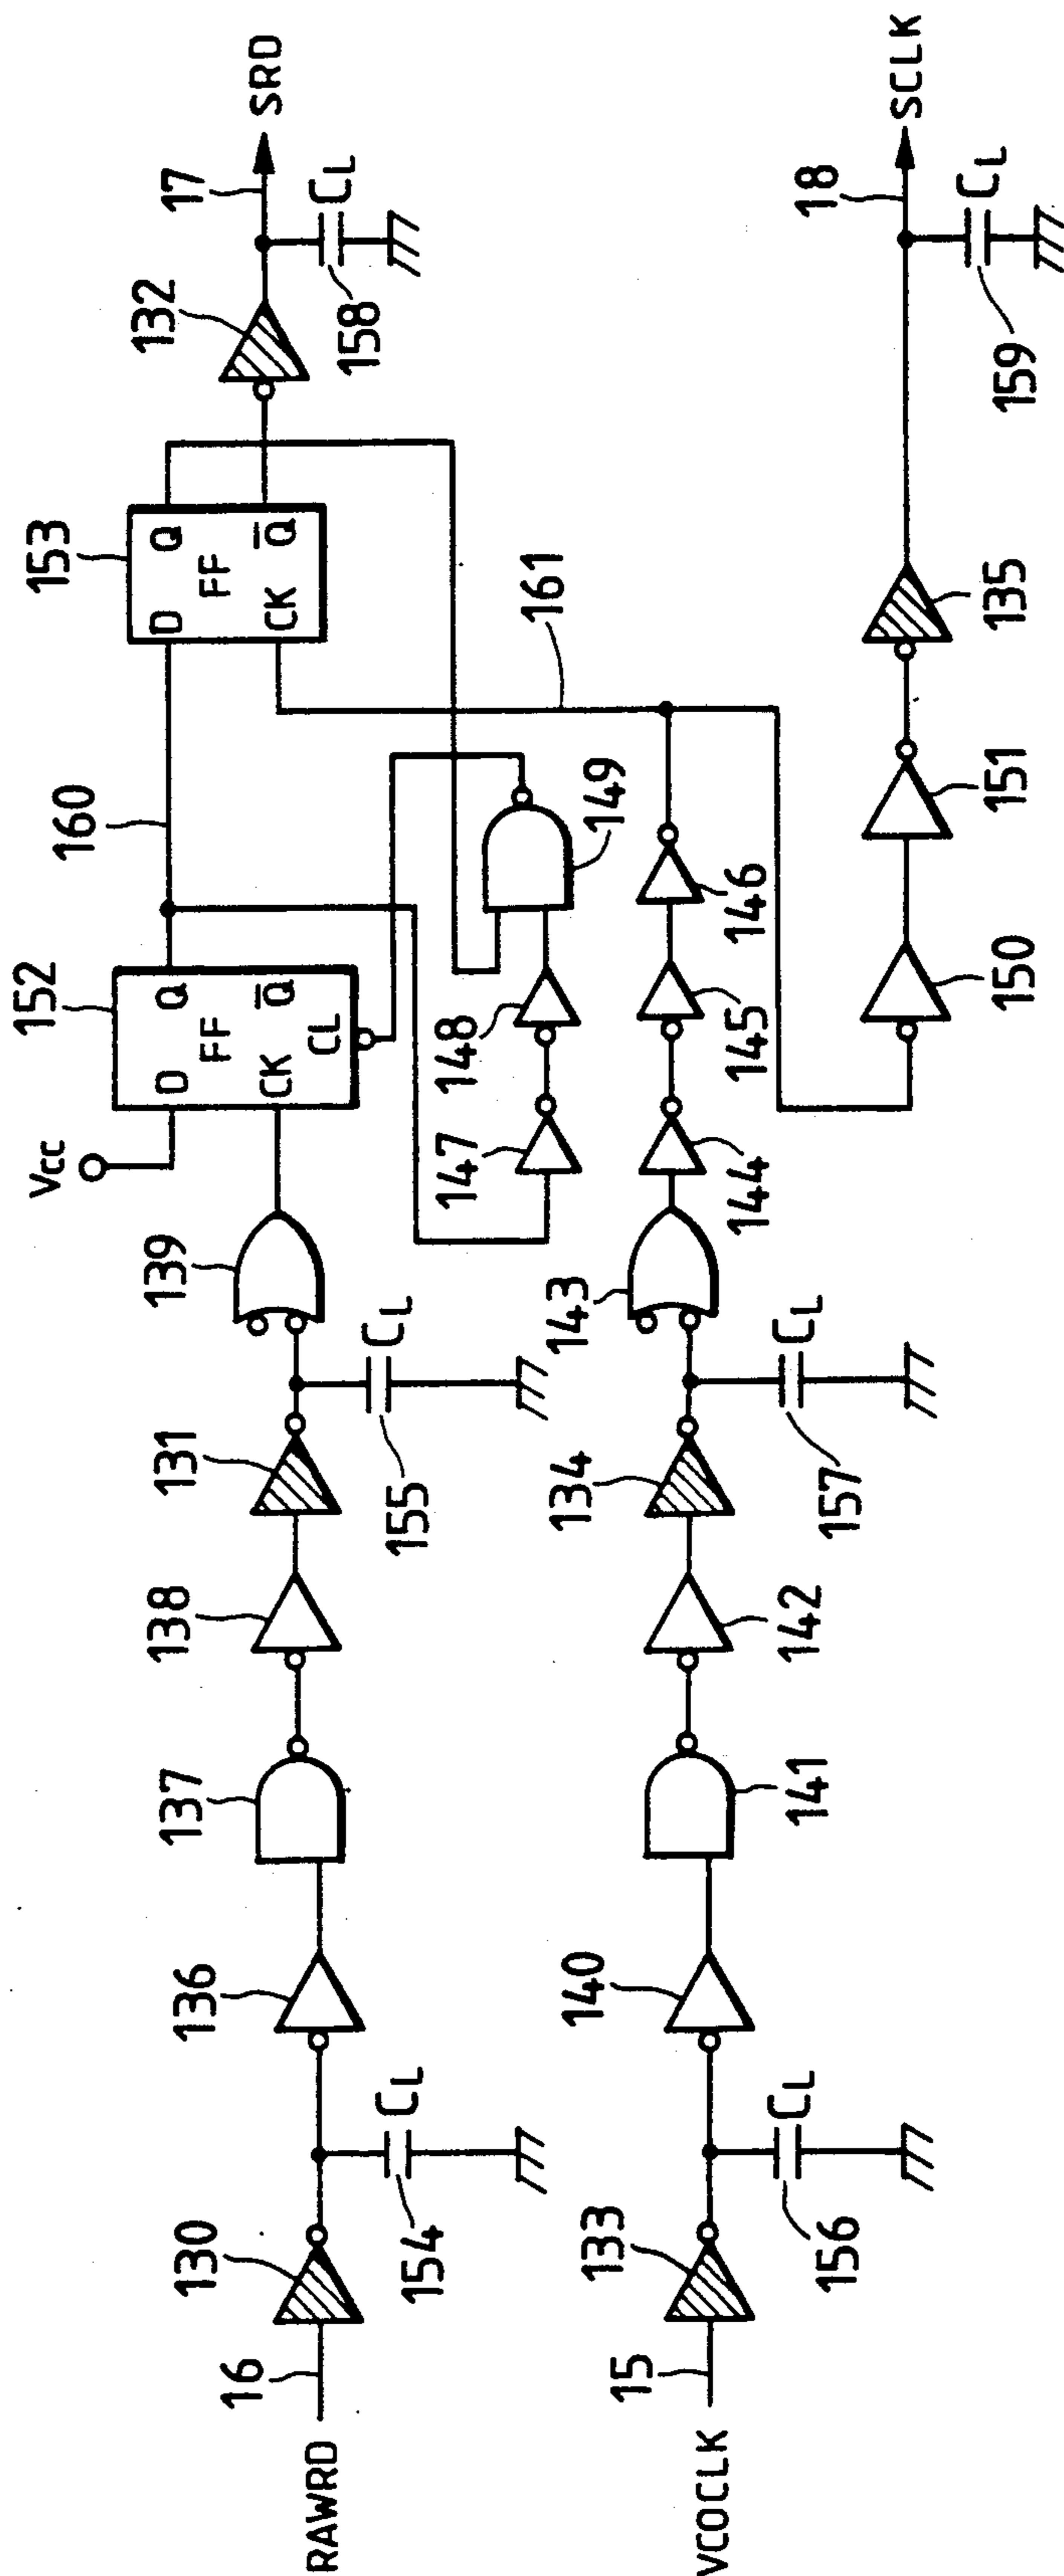 RAWRD
16
130
154
CL
136
137
138
131
155
CL
139
Vcc
152
D
Q
FF
CK
Q̅
CL
160
153
D
Q
FF
CK
Q̅
132
17
SRD
158
CL
147
148
149
161
VCOCLK
15
133
156
CL
140
141
142
134
157
CL
143
144
145
146
150
151
135
18
SCLK
159
CL